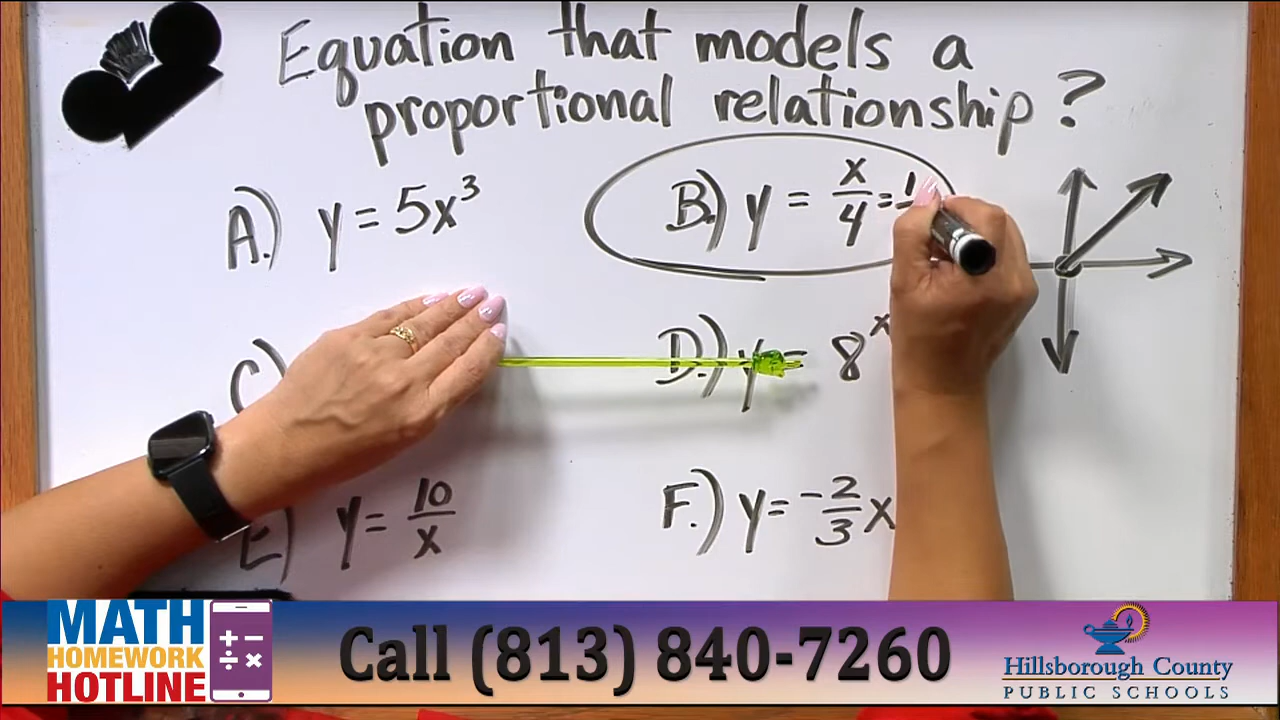 Equation that models a
proportional relationship?
A.) y = 5x³
B.) y = x/4 = 1
C.)
D.) y = 8ˣ
E.) y = 10/x
F.) y = -2/3 x
MATH
HOMEWORK
HOTLINE
+ −
÷ ×
Call (813) 840-7260
Hillsborough County
PUBLIC SCHOOLS